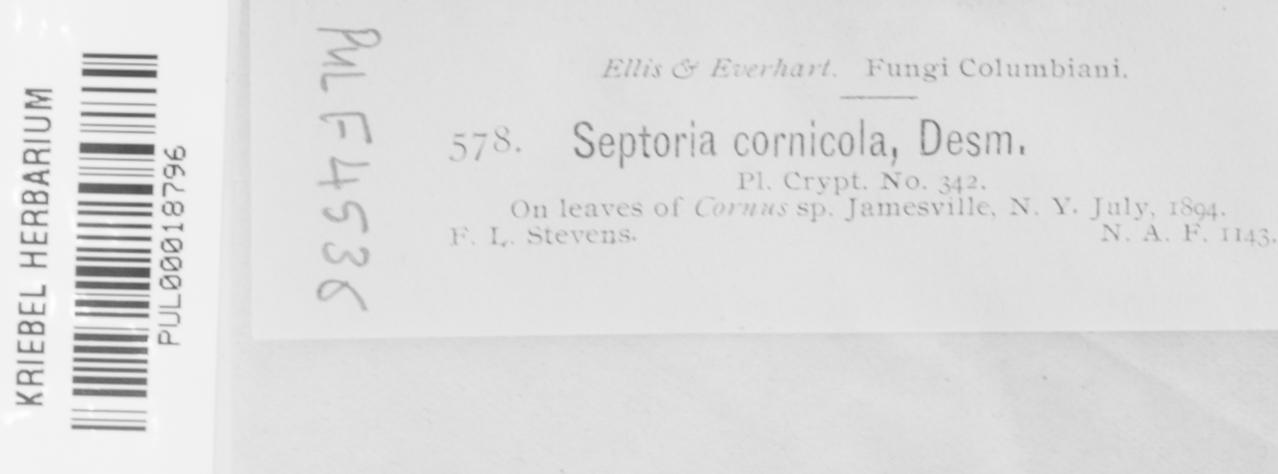 KRIEBEL HERBARIUM
PUL00018796
PUL F4536
Ellis & Everhart. Fungi Columbiani.
578. Septoria cornicola, Desm.
Pl. Crypt. No. 342.
On leaves of Cornus sp. Jamesville, N. Y. July, 1894.
F. L. Stevens. N. A. F. 1143.